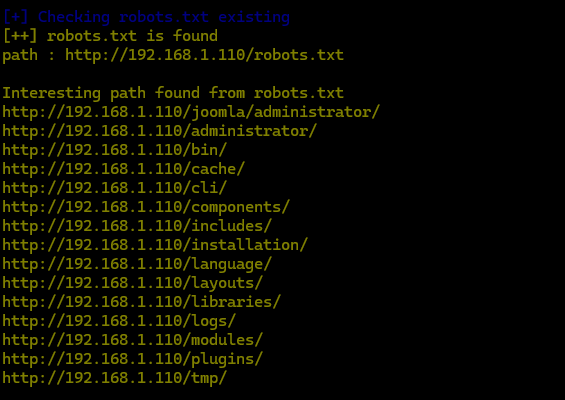 [+] Checking robots.txt existing
[++] robots.txt is found
path : http://192.168.1.110/robots.txt
Interesting path found from robots.txt
http://192.168.1.110/joomla/administrator/
http://192.168.1.110/administrator/
http://192.168.1.110/bin/
http://192.168.1.110/cache/
http://192.168.1.110/cli/
http://192.168.1.110/components/
http://192.168.1.110/includes/
http://192.168.1.110/installation/
http://192.168.1.110/language/
http://192.168.1.110/layouts/
http://192.168.1.110/libraries/
http://192.168.1.110/logs/
http://192.168.1.110/modules/
http://192.168.1.110/plugins/
http://192.168.1.110/tmp/